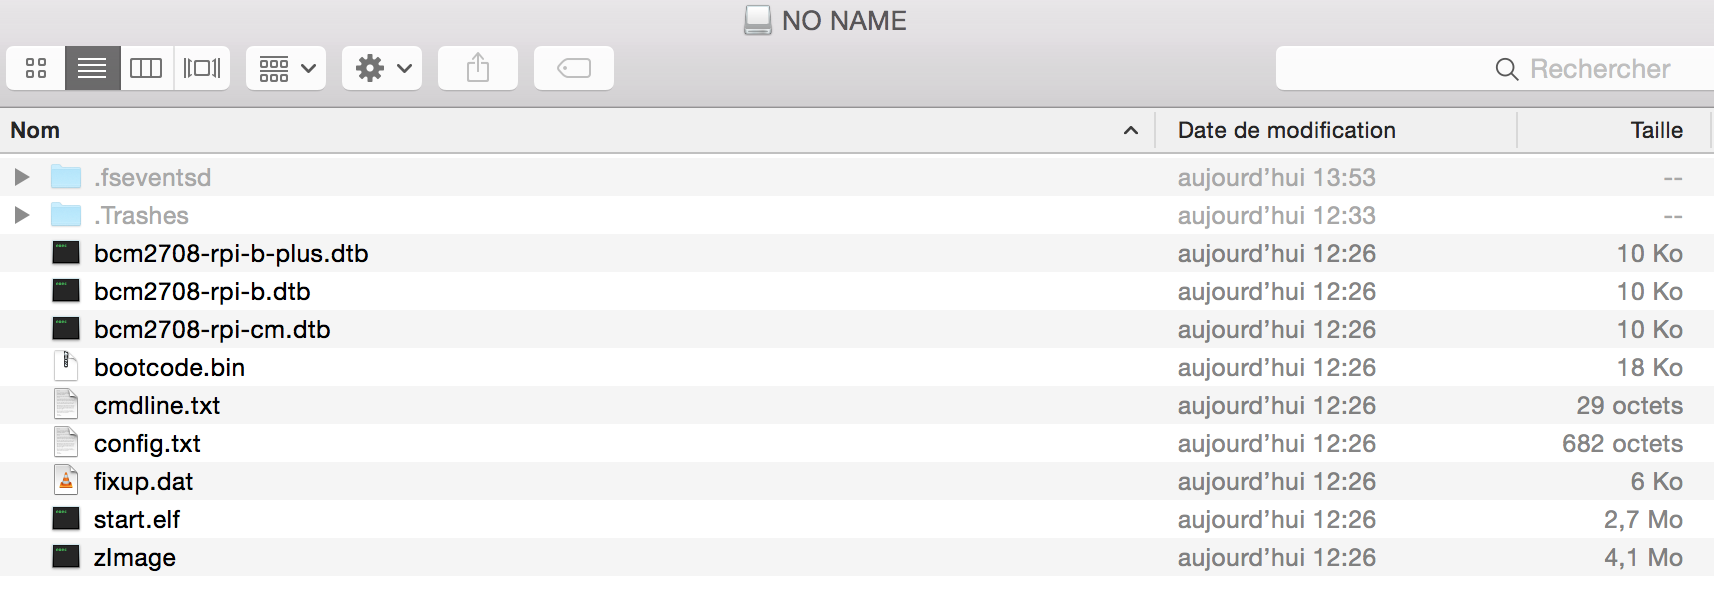 NO NAME
Rechercher
Nom Date de modification Taille
.fseventsd aujourd’hui 13:53 --
.Trashes aujourd’hui 12:33 --
bcm2708-rpi-b-plus.dtb aujourd’hui 12:26 10 Ko
bcm2708-rpi-b.dtb aujourd’hui 12:26 10 Ko
bcm2708-rpi-cm.dtb aujourd’hui 12:26 10 Ko
bootcode.bin aujourd’hui 12:26 18 Ko
cmdline.txt aujourd’hui 12:26 29 octets
config.txt aujourd’hui 12:26 682 octets
fixup.dat aujourd’hui 12:26 6 Ko
start.elf aujourd’hui 12:26 2,7 Mo
zImage aujourd’hui 12:26 4,1 Mo